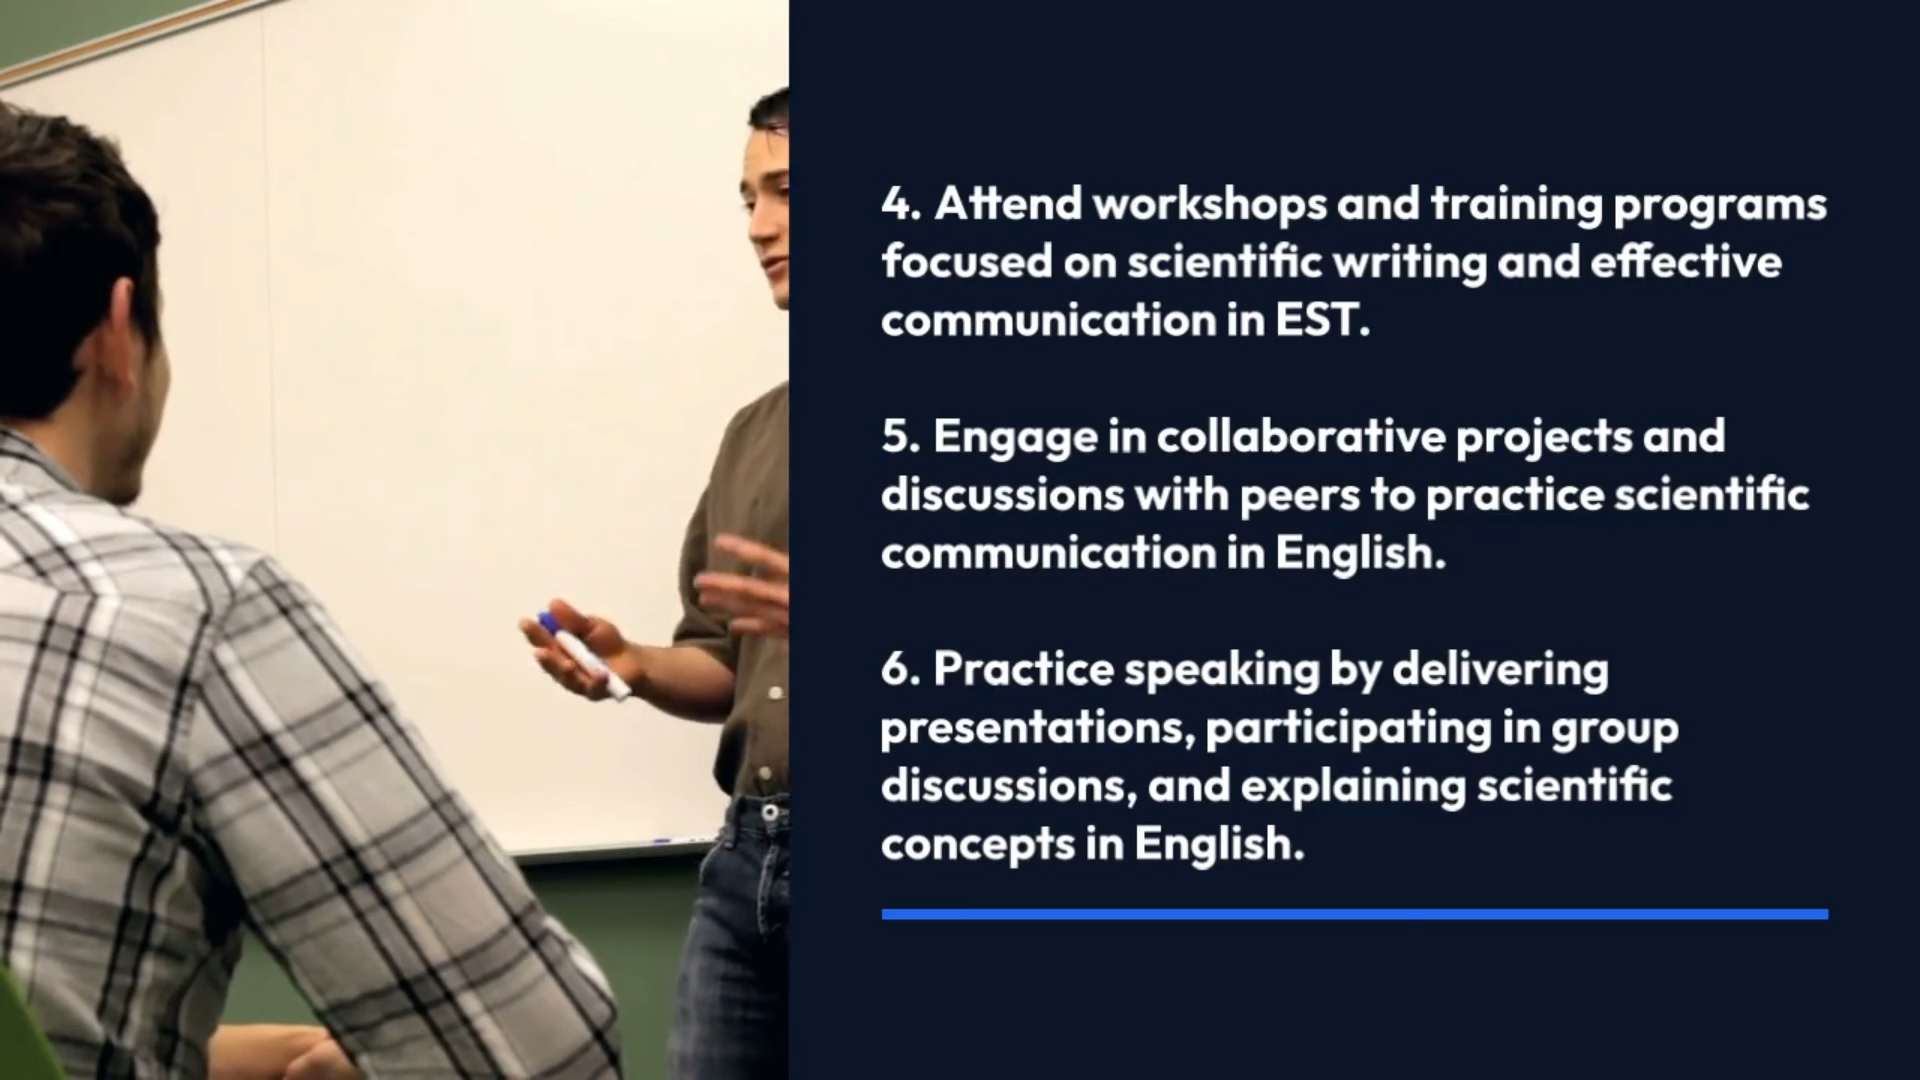 4. Attend workshops and training programs
focused on scientific writing and effective
communication in EST.
5. Engage in collaborative projects and
discussions with peers to practice scientific
communication in English.
6. Practice speaking by delivering
presentations, participating in group
discussions, and explaining scientific
concepts in English.